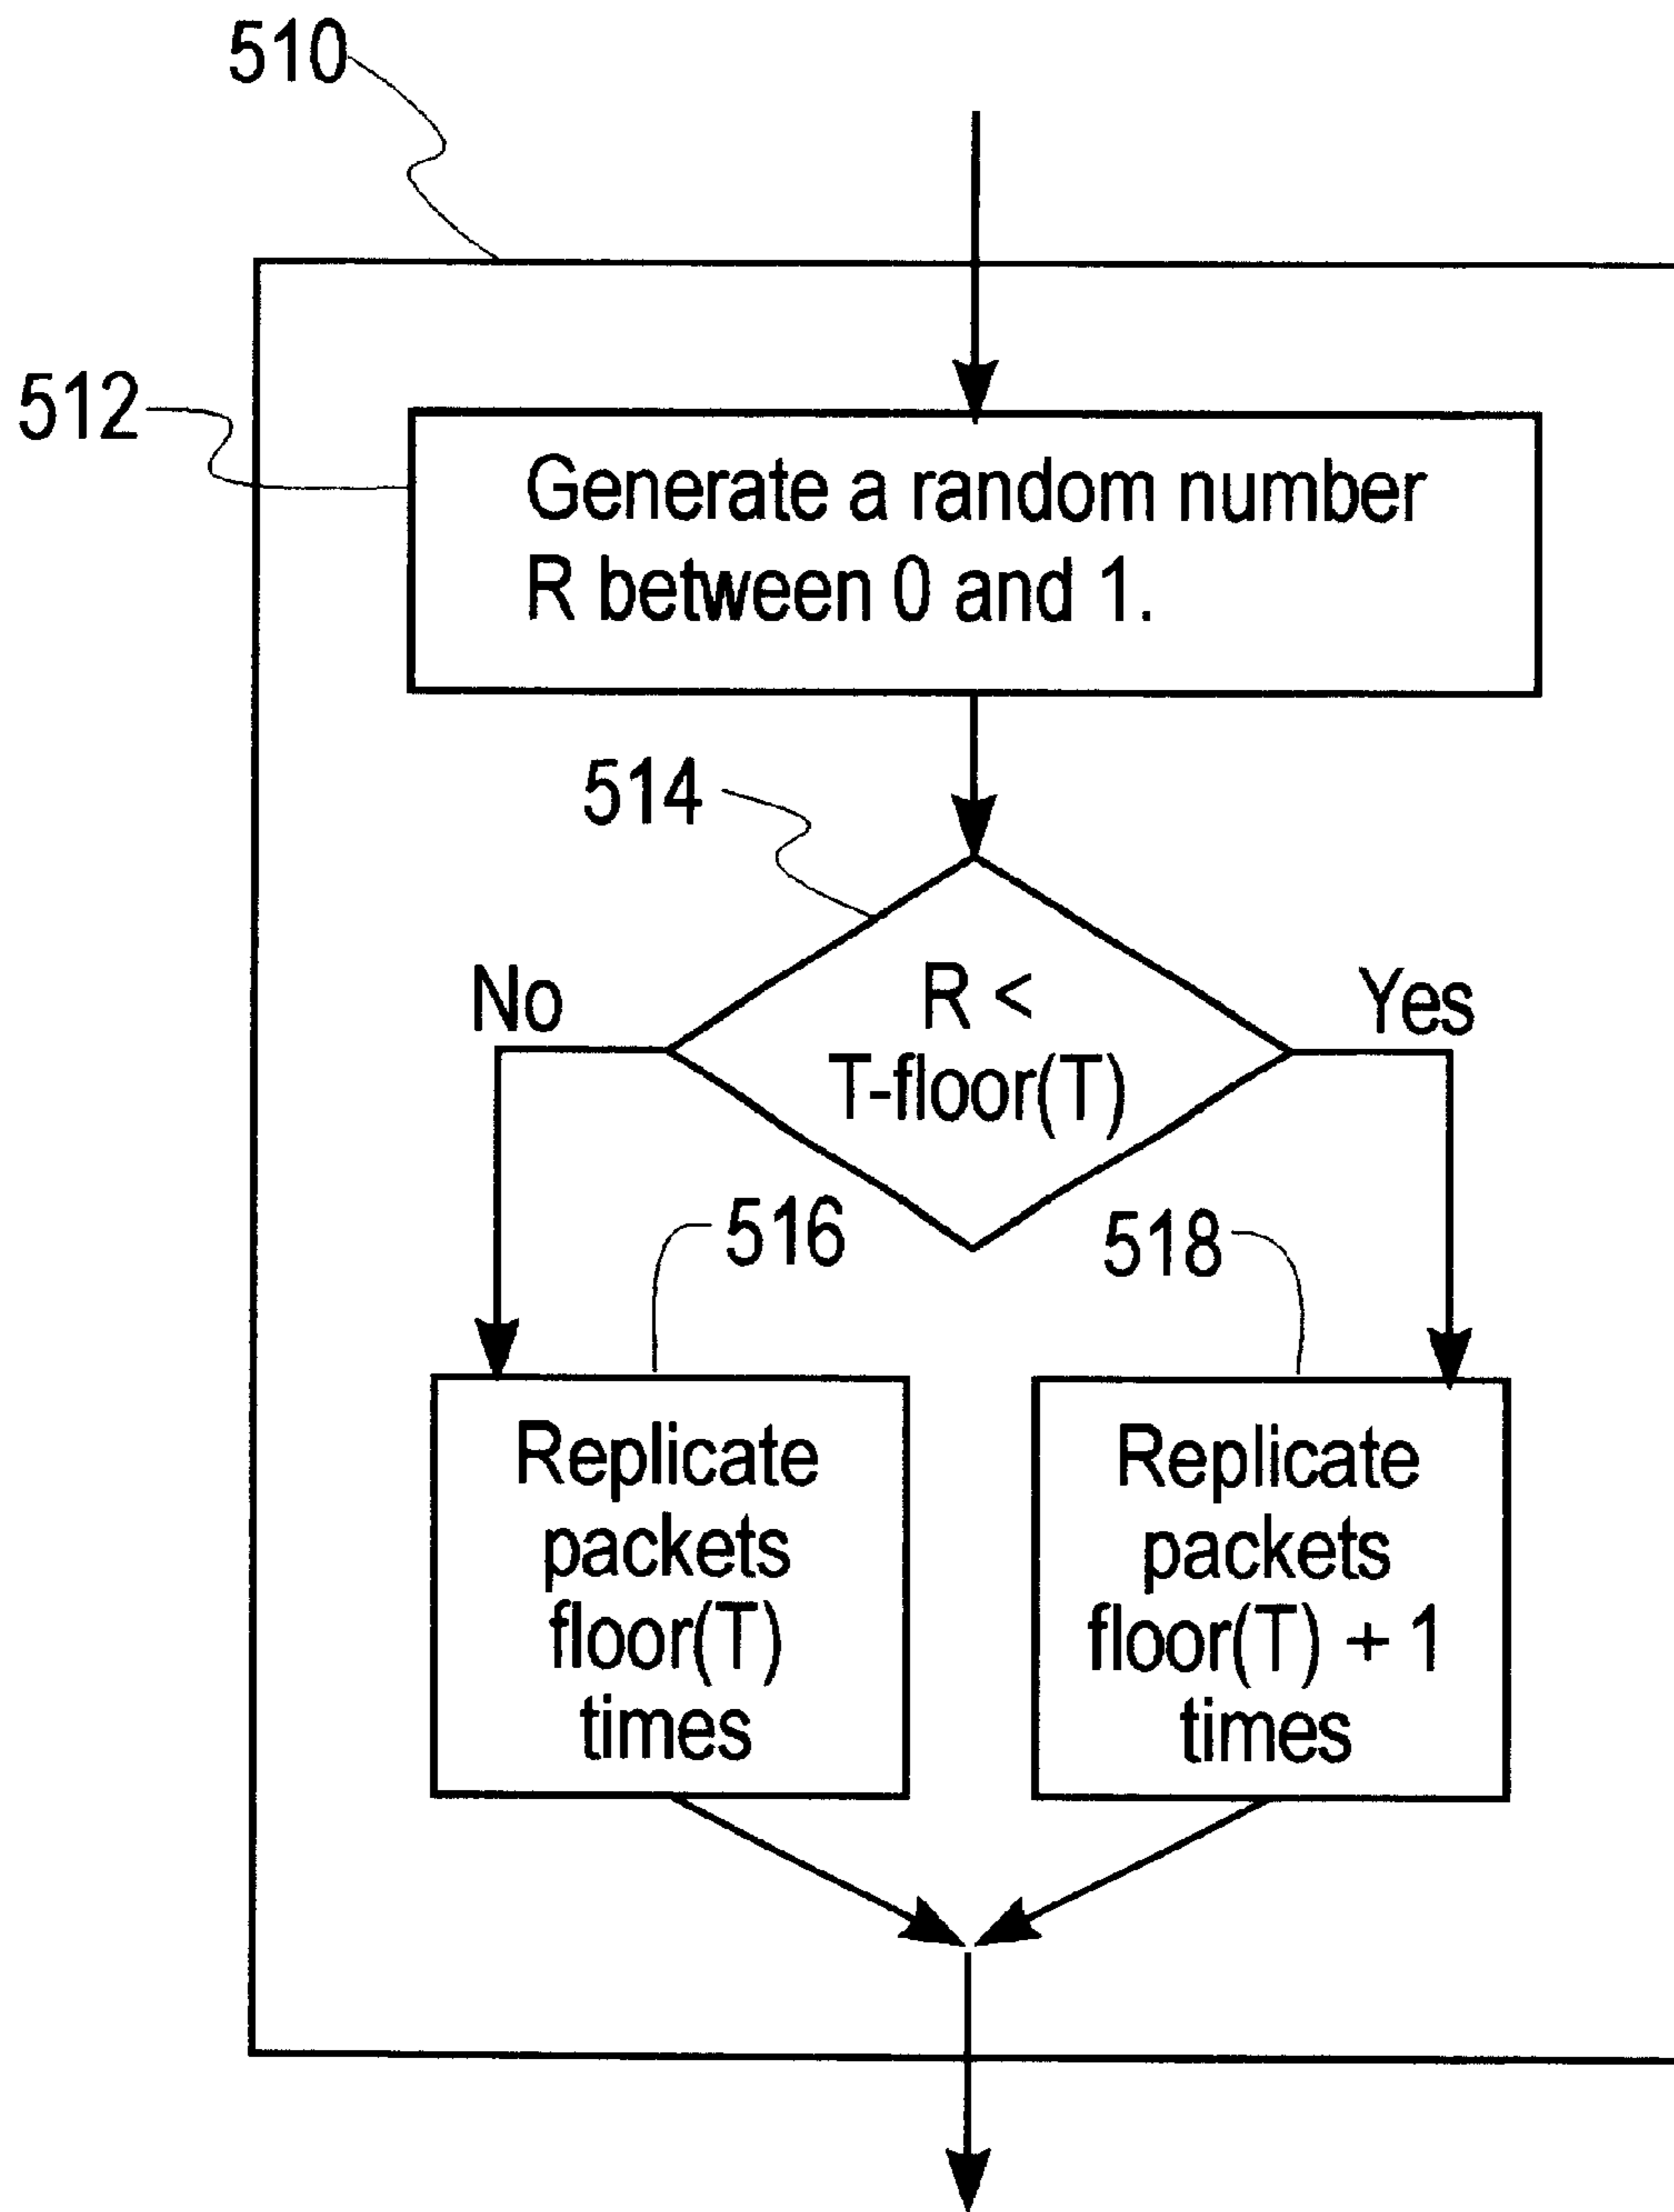 510
512
Generate a random number
R between 0 and 1.
514
No
R <
T-floor(T)
Yes
516
518
Replicate
packets
floor(T)
times
Replicate
packets
floor(T) + 1
times